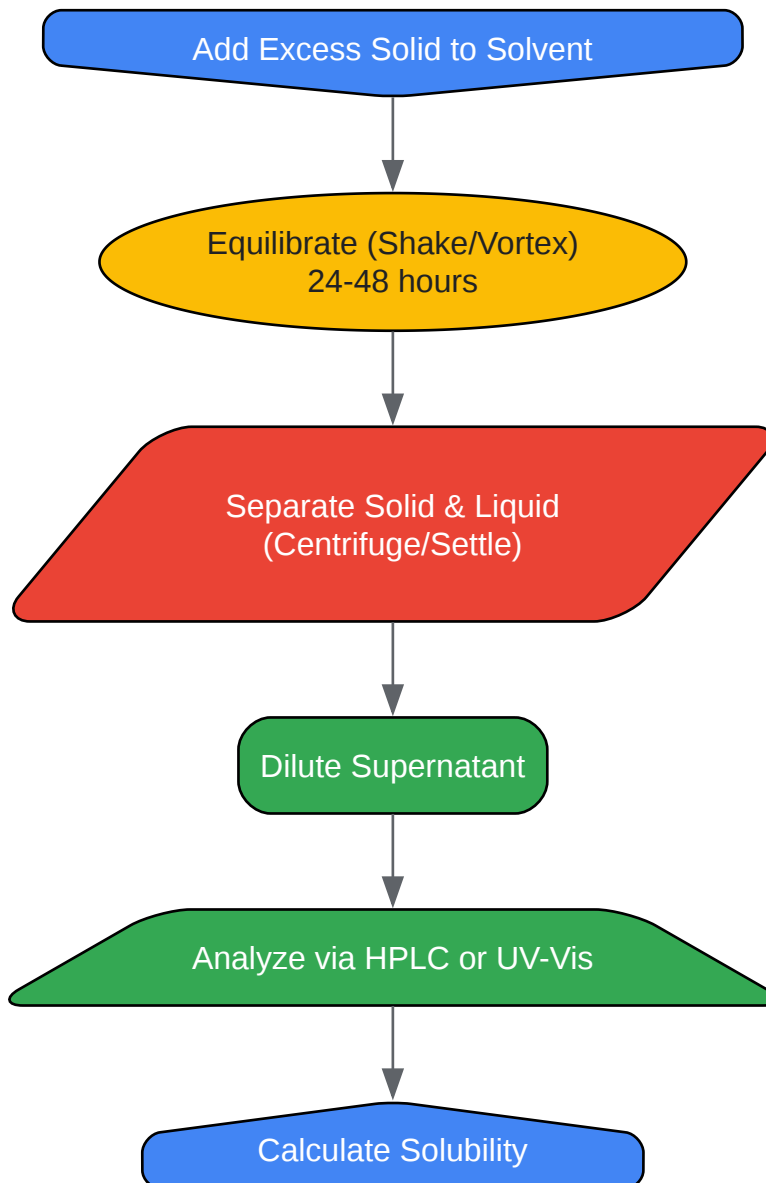 Add Excess Solid to Solvent
Equilibrate (Shake/Vortex)
24-48 hours
Separate Solid & Liquid
(Centrifuge/Settle)
Dilute Supernatant
Analyze via HPLC or UV-Vis
Calculate Solubility